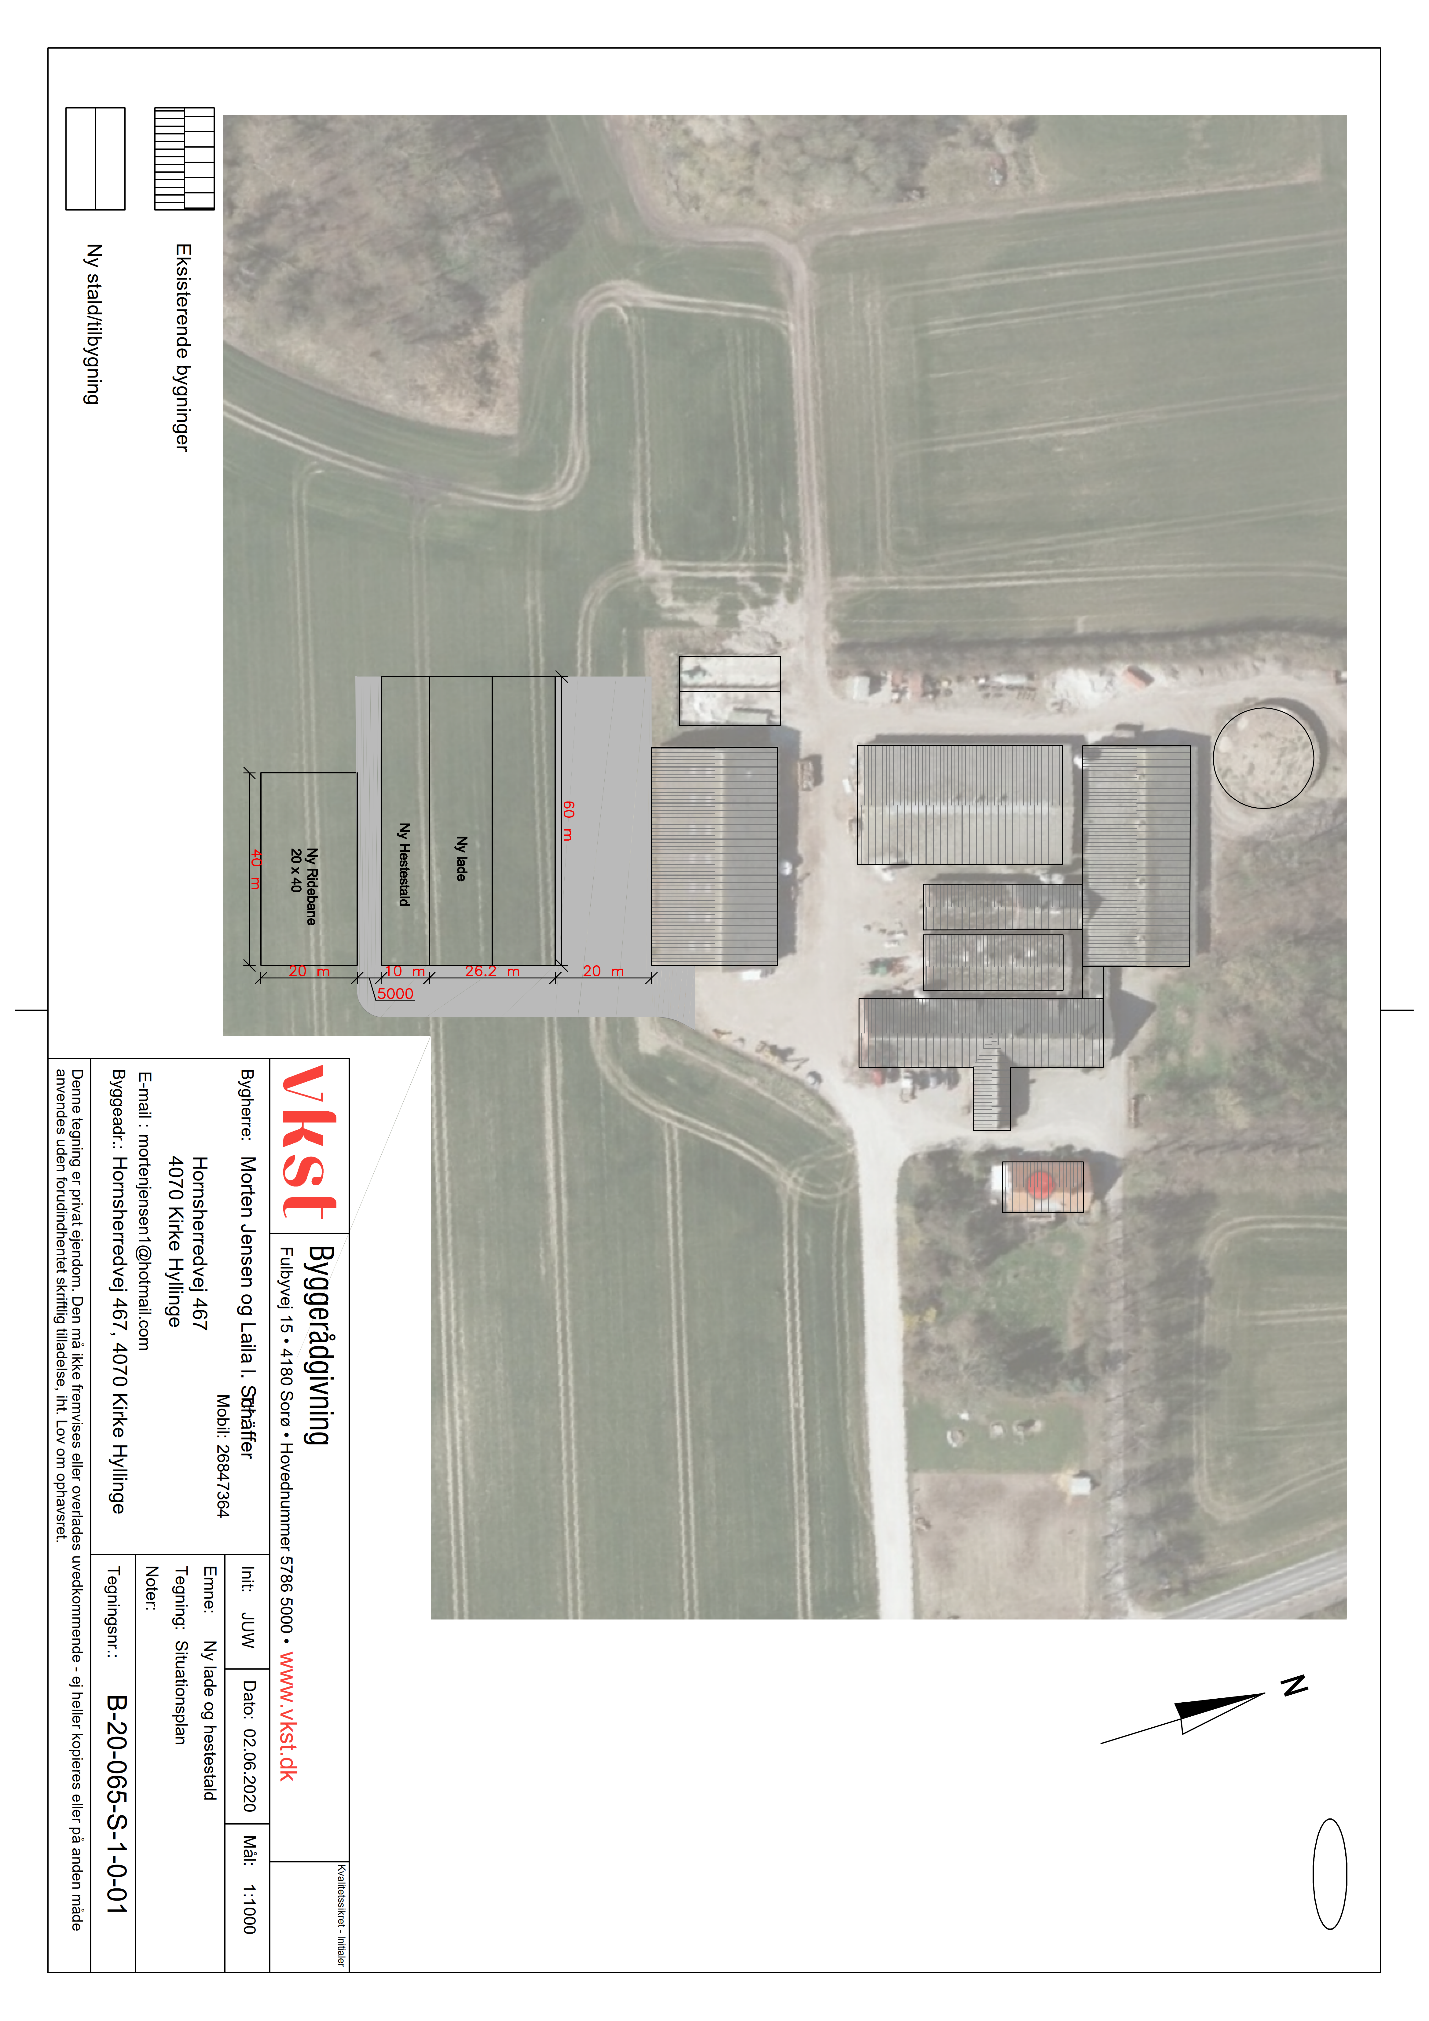 Eksisterende bygninger
Ny stald/tilbygning
60 m
Ny lade
Ny Hestestald
Ny Ridebane
20 x 40
40 m
20 m
10 m
26.2 m
20 m
5000
N
vkst
Byggerådgivning
Fulbyvej 15 • 4180 Sorø • Hovednummer 5786 5000 • www.vkst.dk
Kvalitetssikret - Initialer
Bygherre: Morten Jensen og Laila I. Schäffer
Mobil: 26847364
Hornsherredvej 467
4070 Kirke Hyllinge
E-mail : mortenjensen1@hotmail.com
Byggeadr.: Hornsherredvej 467, 4070 Kirke Hyllinge
Init: JUW
Dato: 02.06.2020
Mål: 1:1000
Emne: Ny lade og hestestald
Tegning: Situationsplan
Noter:
Tegningsnr.: B-20-065-S-1-0-01
Denne tegning er privat ejendom. Den må ikke fremvises eller overlades uvedkommende - ej heller kopieres eller på anden måde
anvendes uden forudindhentet skriftlig tilladelse, iht. Lov om ophavsret.